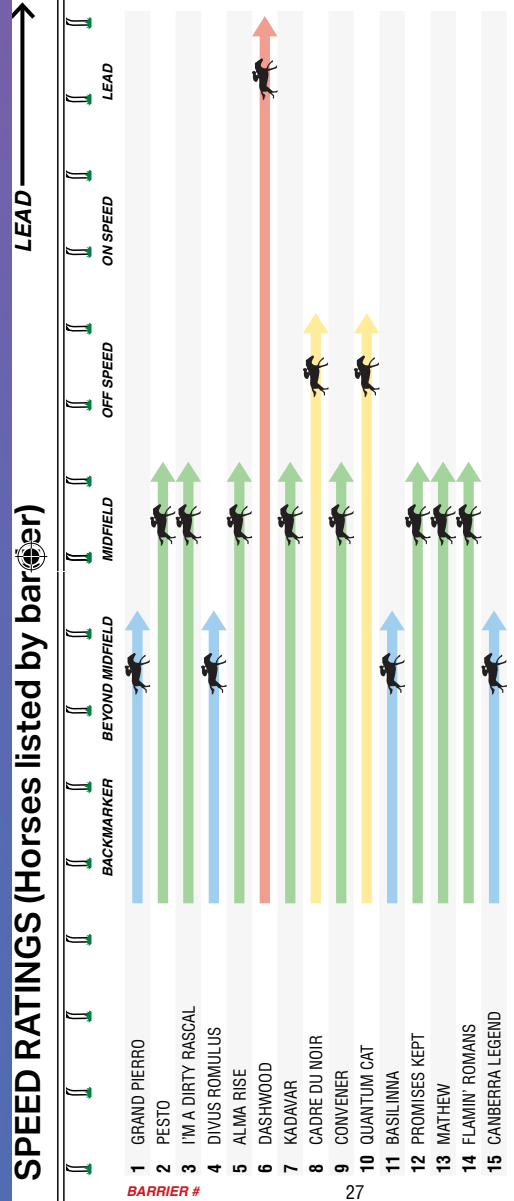 SPEED RATINGS (Horses listed by barrier)
LEAD
BACKMARKER
BEYOND MIDFIELD
MIDFIELD
OFF SPEED
ON SPEED
LEAD
1 GRAND PIERRO
2 PESTO
3 I'M A DIRTY RASCAL
4 DIVUS ROMULUS
5 ALMA RISE
6 DASHWOOD
7 KADAVAR
8 CADRE DU NOIR
9 CONVENER
10 QUANTUM CAT
11 BASILINNA
12 PROMISES KEPT
13 MATHEW
14 FLAMIN' ROMANS
15 CANBERRA LEGEND
BARRIER #
27